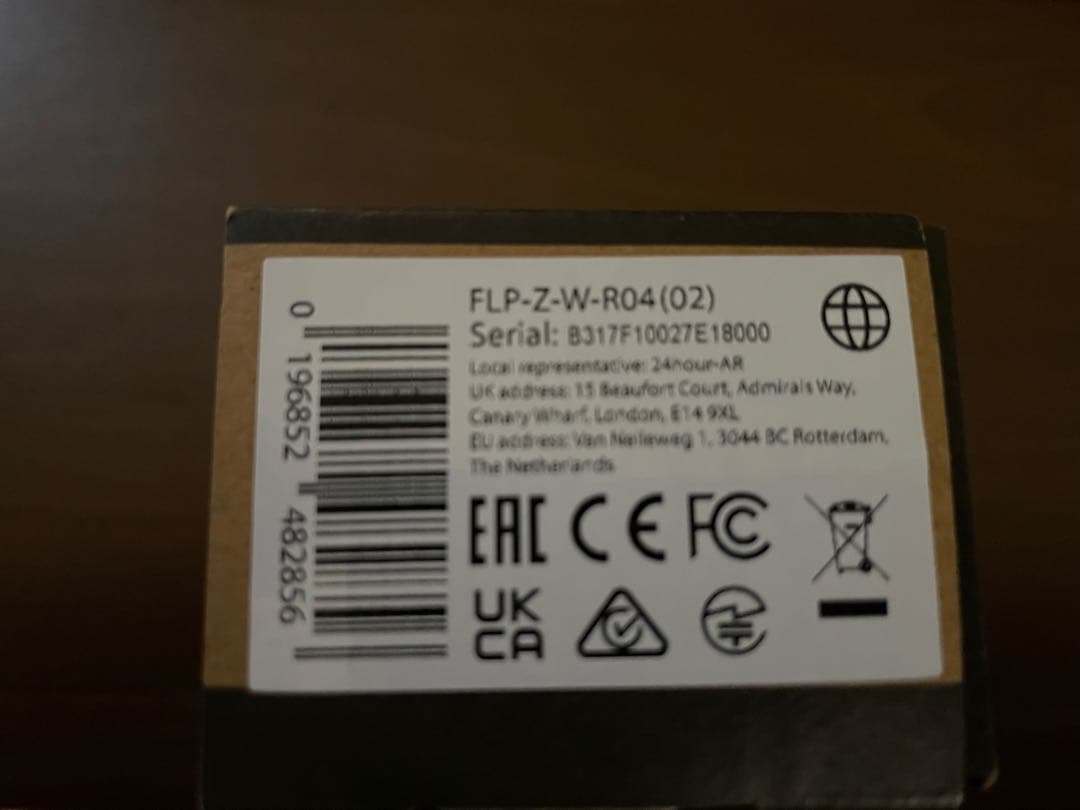 FLP-Z-W-R04(02)
Serial: B317F10027E18000
Local representative: 24hour-AR
UK address: 15 Beaufort Court, Admirals Way,
Canary Wharf, London, E14 9XL
EU address: Van Nelleweg 1, 3044 BC Rotterdam,
The Netherlands
EAC CE FC
UK
CA
0 196852 482856